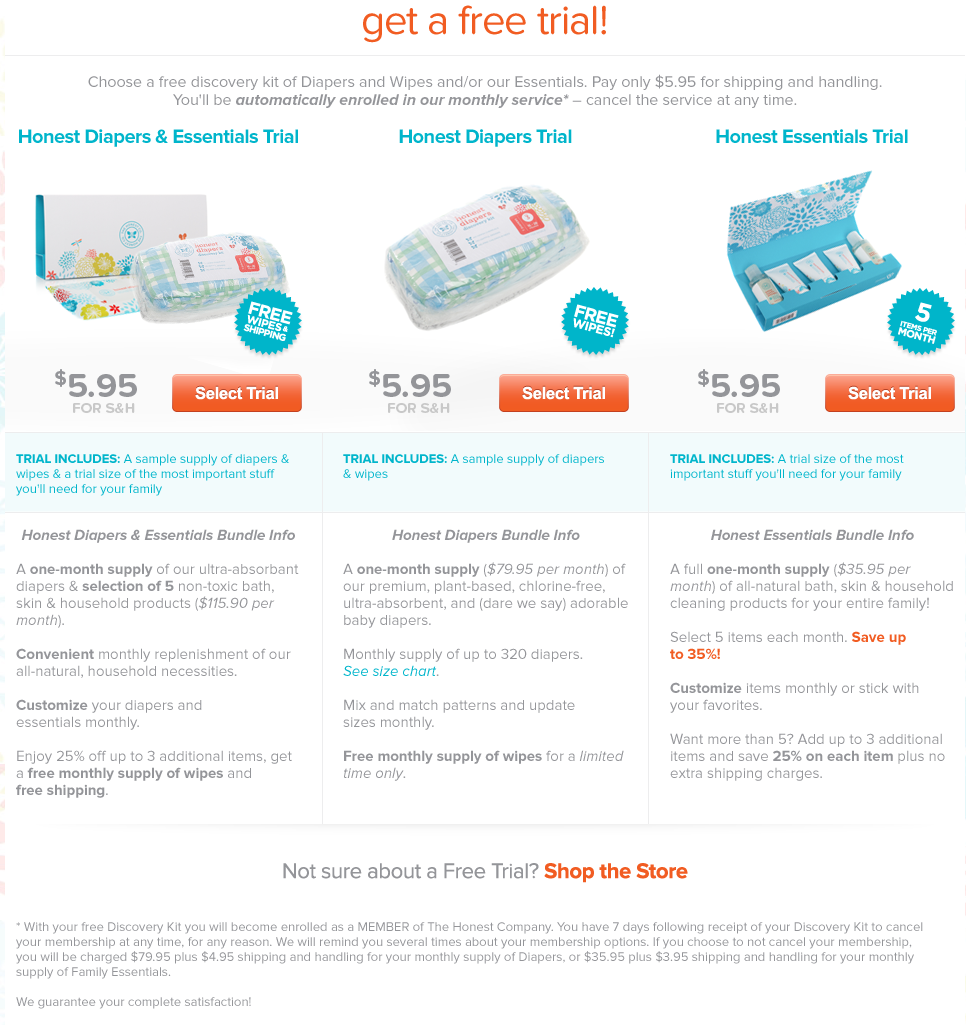 get a free trial!
Choose a free discovery kit of Diapers and Wipes and/or our Essentials. Pay only $5.95 for shipping and handling.
You'll be automatically enrolled in our monthly service* – cancel the service at any time.
Honest Diapers & Essentials Trial
honest
diapers
FREE
WIPES &
SHIPPING
$5.95
FOR S&H
Select Trial
TRIAL INCLUDES: A sample supply of diapers &
wipes & a trial size of the most important stuff
you'll need for your family
Honest Diapers & Essentials Bundle Info
A one-month supply of our ultra-absorbant
diapers & selection of 5 non-toxic bath,
skin & household products ($115.90 per
month).
Convenient monthly replenishment of our
all-natural, household necessities.
Customize your diapers and
essentials monthly.
Enjoy 25% off up to 3 additional items, get
a free monthly supply of wipes and
free shipping.
Honest Diapers Trial
honest
diapers
discovery kit
FREE
WIPES!
$5.95
FOR S&H
Select Trial
TRIAL INCLUDES: A sample supply of diapers
& wipes
Honest Diapers Bundle Info
A one-month supply ($79.95 per month) of
our premium, plant-based, chlorine-free,
ultra-absorbent, and (dare we say) adorable
baby diapers.
Monthly supply of up to 320 diapers.
See size chart.
Mix and match patterns and update
sizes monthly.
Free monthly supply of wipes for a limited
time only.
Honest Essentials Trial
5
ITEMS PER
MONTH
$5.95
FOR S&H
Select Trial
TRIAL INCLUDES: A trial size of the most
important stuff you'll need for your family
Honest Essentials Bundle Info
A full one-month supply ($35.95 per
month) of all-natural bath, skin & household
cleaning products for your entire family!
Select 5 items each month. Save up
to 35%!
Customize items monthly or stick with
your favorites.
Want more than 5? Add up to 3 additional
items and save 25% on each item plus no
extra shipping charges.
Not sure about a Free Trial? Shop the Store
* With your free Discovery Kit you will become enrolled as a MEMBER of The Honest Company. You have 7 days following receipt of your Discovery Kit to cancel
your membership at any time, for any reason. We will remind you several times about your membership options. If you choose to not cancel your membership,
you will be charged $79.95 plus $4.95 shipping and handling for your monthly supply of Diapers, or $35.95 plus $3.95 shipping and handling for your monthly
supply of Family Essentials.
We guarantee your complete satisfaction!